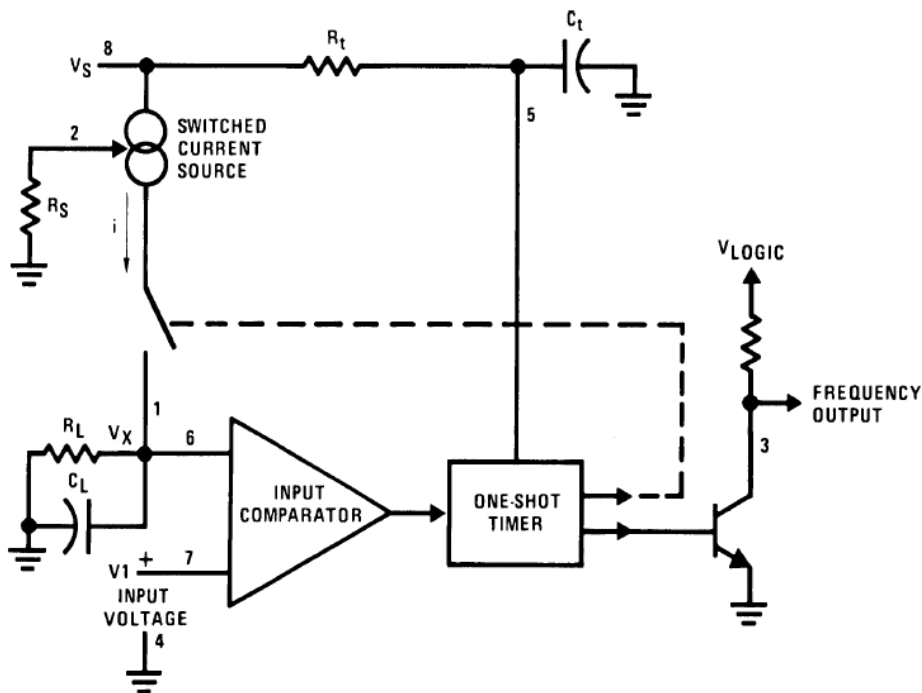 8
VS
Rt
Ct
5
2
SWITCHED
CURRENT
SOURCE
RS
i
VLOGIC
FREQUENCY
OUTPUT
3
1
RL
VX
6
CL
INPUT
COMPARATOR
ONE-SHOT
TIMER
+
V1
7
INPUT
VOLTAGE
4